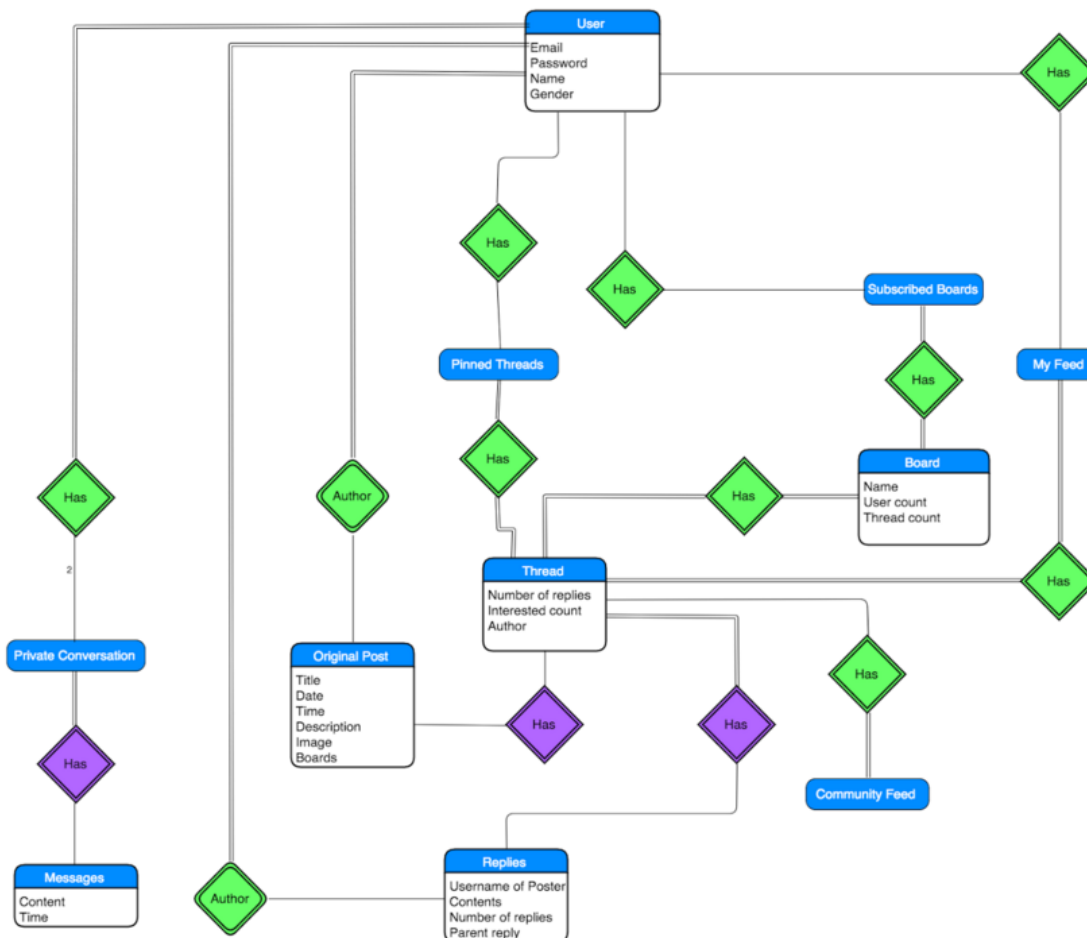 User
Email
Password
Name
Gender
Has
Has
Has
Subscribed Boards
Pinned Threads
Has
My Feed
Has
Board
Name
User count
Thread count
Has
Author
Has
2
Thread
Number of replies
Interested count
Author
Has
Private Conversation
Original Post
Title
Date
Time
Description
Image
Boards
Has
Has
Has
Has
Community Feed
Messages
Content
Time
Author
Replies
Username of Poster
Contents
Number of replies
Parent reply